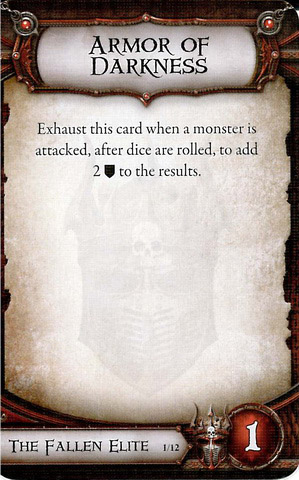 ARMOR OF
DARKNESS
Exhaust this card when a monster is
attacked, after dice are rolled, to add
2 to the results.
THE FALLEN ELITE 1/12
1